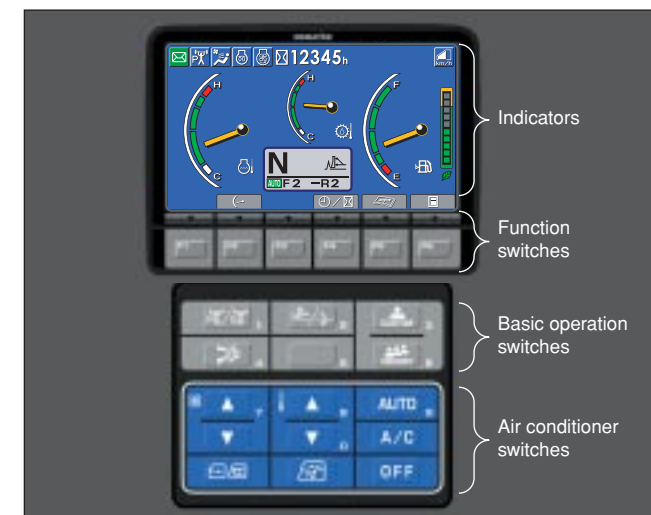 12345h
km/h
H
H
F
C
C
E
N
AUTO F2 −R2
Indicators
Function
switches
Basic operation
switches
AUTO
A/C
OFF
Air conditioner
switches